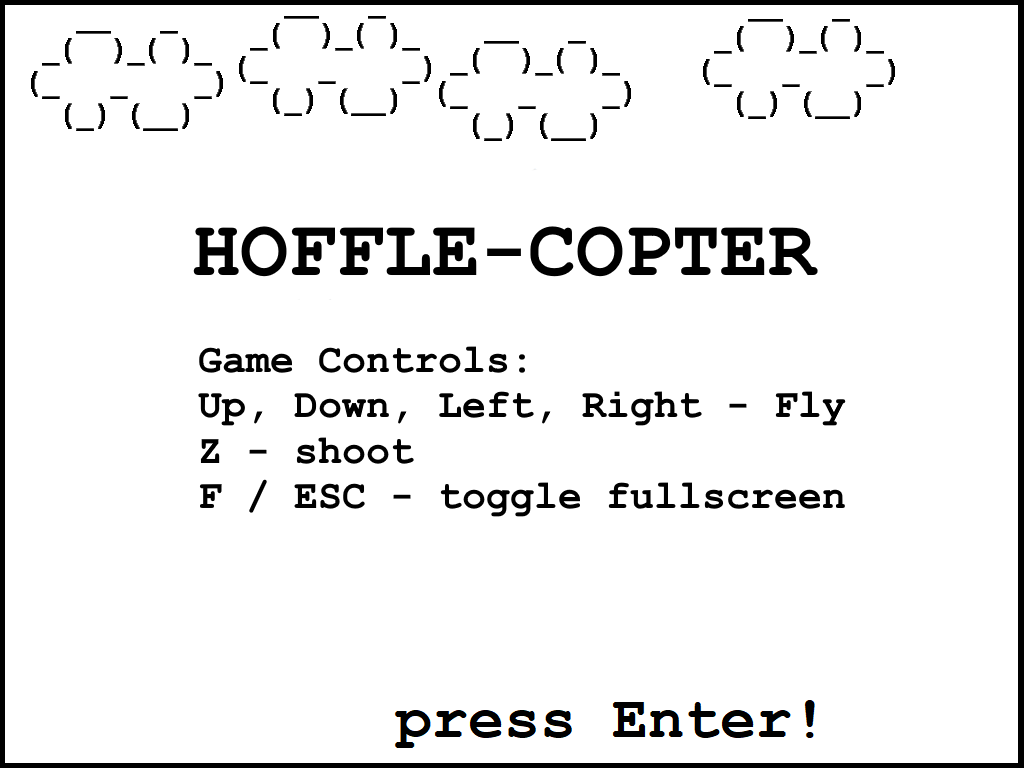 HOFFLE-COPTER
Game Controls:
Up, Down, Left, Right - Fly
Z - shoot
F / ESC - toggle fullscreen
press Enter!